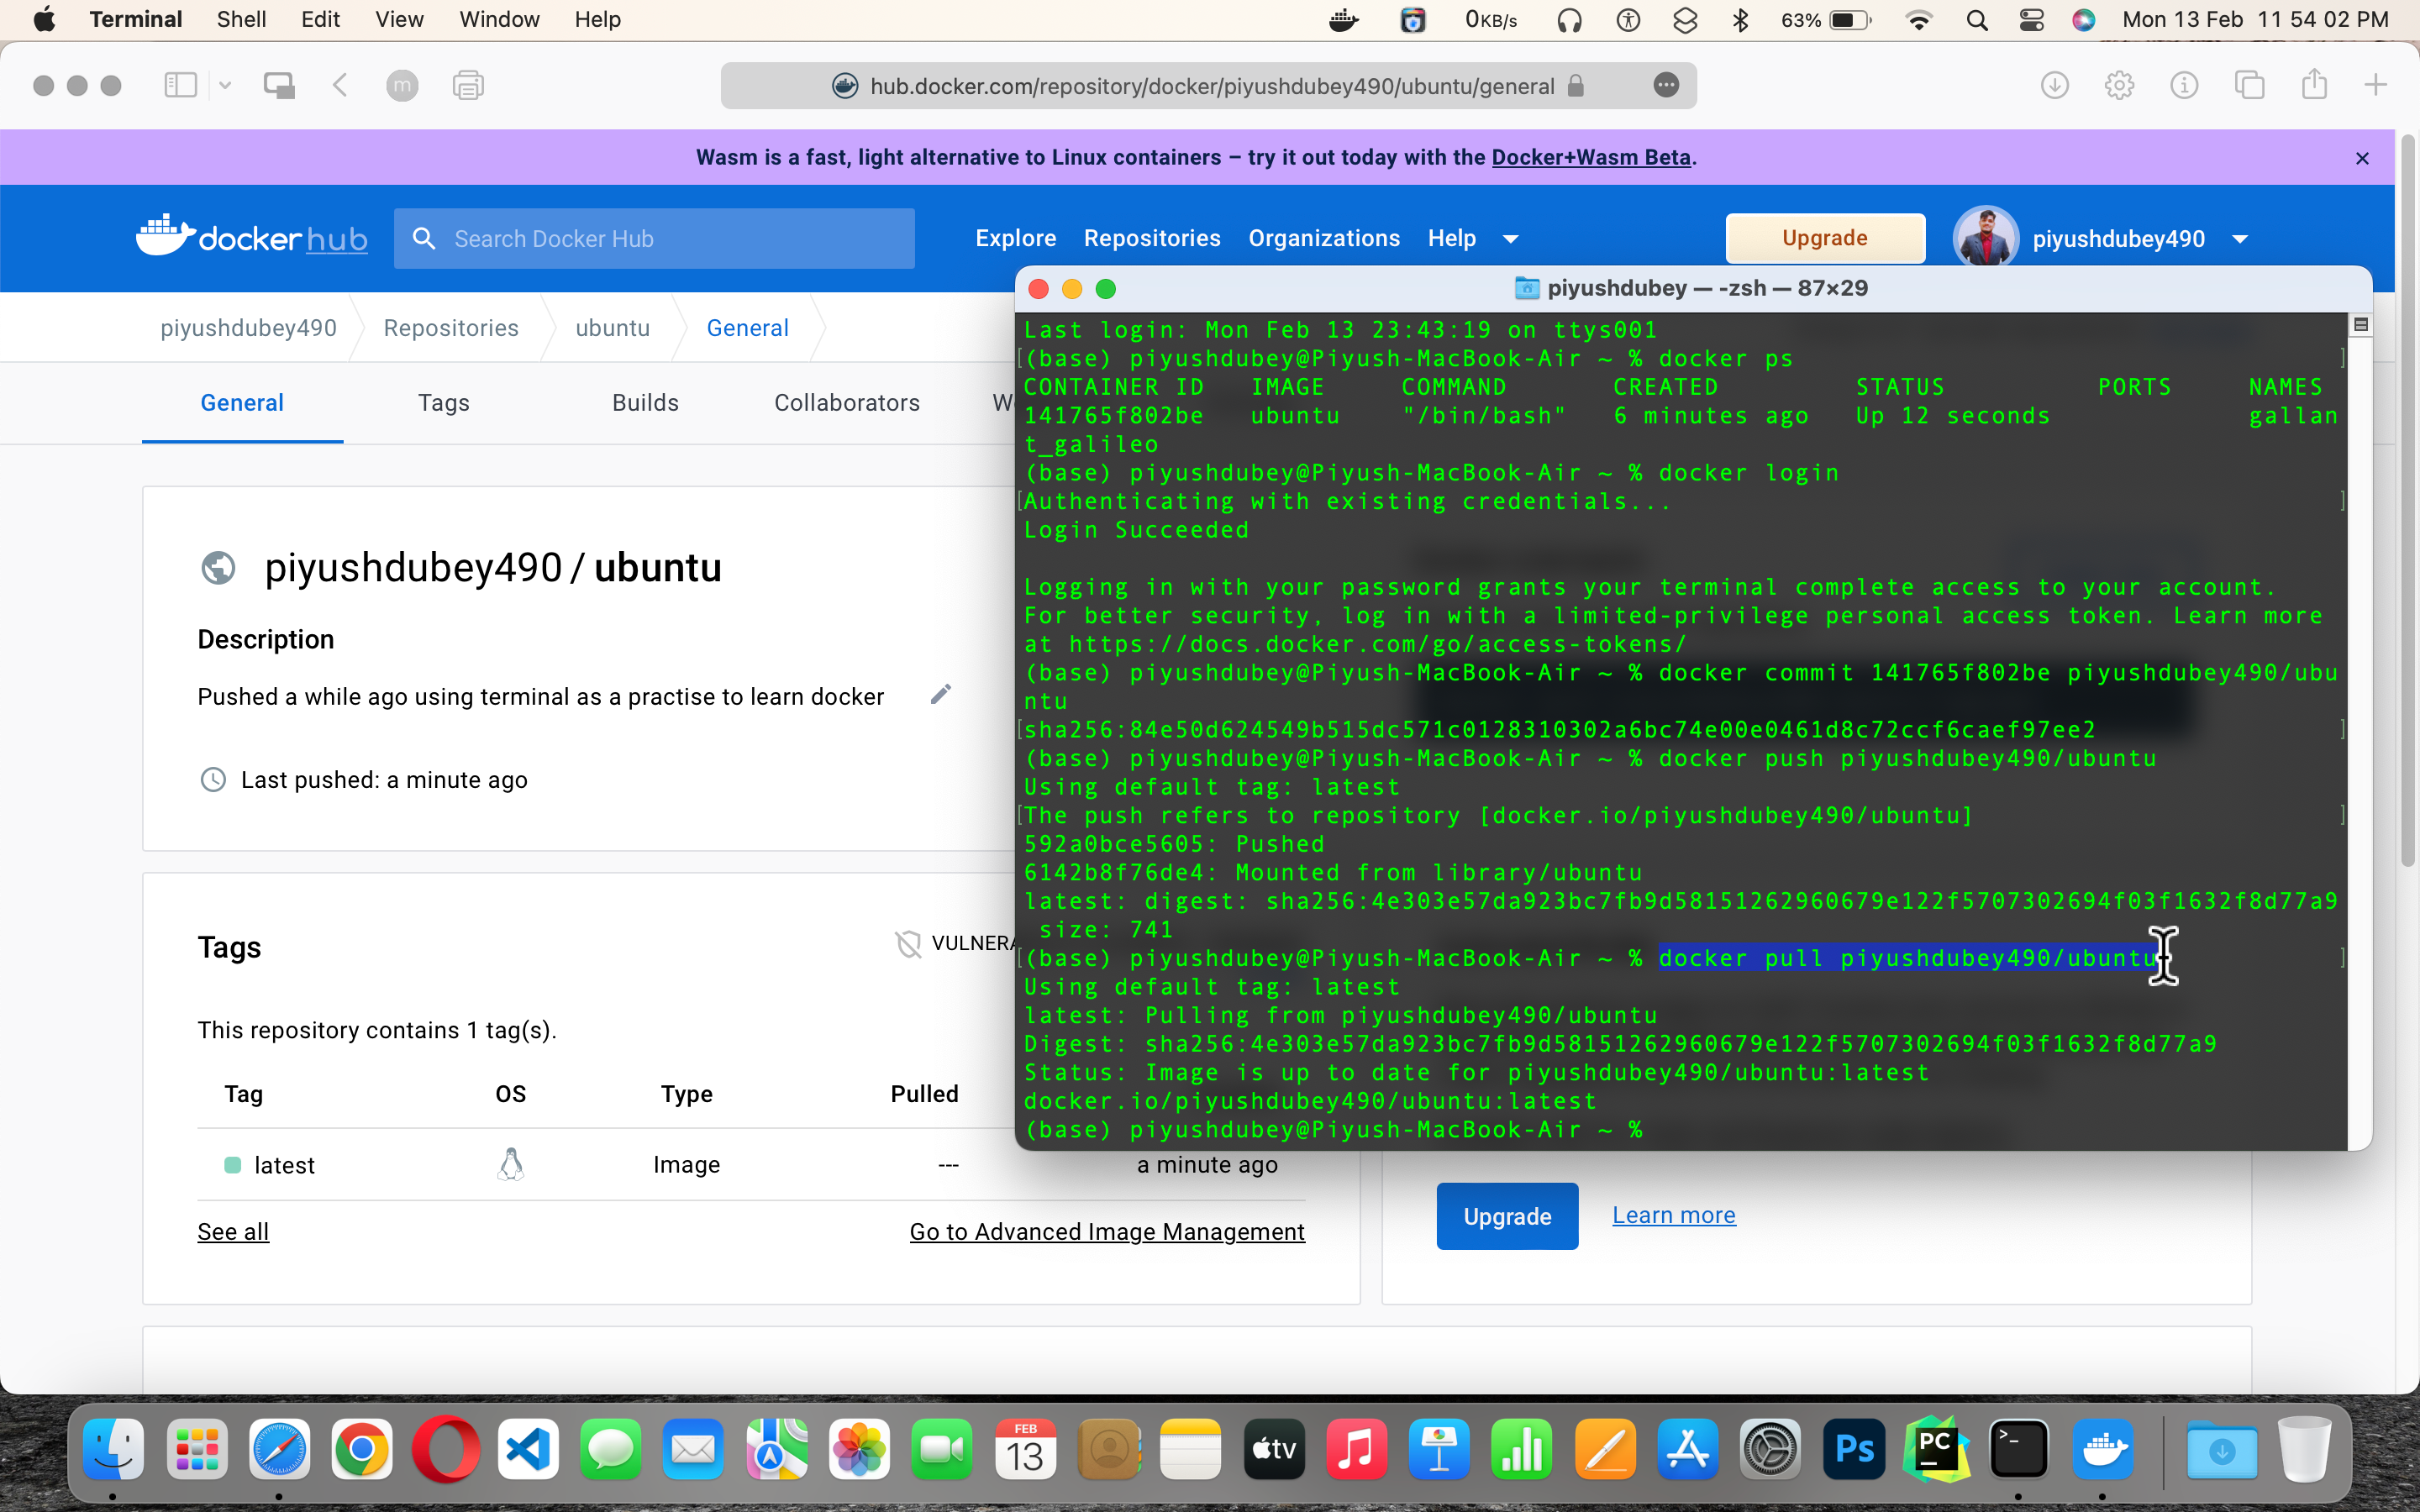 Terminal Shell Edit View Window Help 0KB/s 63% Mon 13 Feb 11 54 02 PM
m hub.docker.com/repository/docker/piyushdubey490/ubuntu/general
Wasm is a fast, light alternative to Linux containers – try it out today with the Docker+Wasm Beta.
docker hub Search Docker Hub Explore Repositories Organizations Help Upgrade piyushdubey490
piyushdubey490 Repositories ubuntu General
General Tags Builds Collaborators
piyushdubey490 / ubuntu
Description
Pushed a while ago using terminal as a practise to learn docker
Last pushed: a minute ago
Tags
VULNERA
This repository contains 1 tag(s).
Tag OS Type Pulled
latest Image --- a minute ago
See all Go to Advanced Image Management
Upgrade Learn more
piyushdubey — -zsh — 87×29
Last login: Mon Feb 13 23:43:19 on ttys001
[(base) piyushdubey@Piyush-MacBook-Air ~ % docker ps ]
CONTAINER ID IMAGE COMMAND CREATED STATUS PORTS NAMES
141765f802be ubuntu "/bin/bash" 6 minutes ago Up 12 seconds gallan
t_galileo
(base) piyushdubey@Piyush-MacBook-Air ~ % docker login
[Authenticating with existing credentials... ]
Login Succeeded
Logging in with your password grants your terminal complete access to your account.
For better security, log in with a limited-privilege personal access token. Learn more
at https://docs.docker.com/go/access-tokens/
(base) piyushdubey@Piyush-MacBook-Air ~ % docker commit 141765f802be piyushdubey490/ubu
ntu
[sha256:84e50d624549b515dc571c0128310302a6bc74e00e0461d8c72ccf6caef97ee2 ]
(base) piyushdubey@Piyush-MacBook-Air ~ % docker push piyushdubey490/ubuntu
Using default tag: latest
[The push refers to repository [docker.io/piyushdubey490/ubuntu] ]
592a0bce5605: Pushed
6142b8f76de4: Mounted from library/ubuntu
latest: digest: sha256:4e303e57da923bc7fb9d58151262960679e122f5707302694f03f1632f8d77a9
size: 741
[(base) piyushdubey@Piyush-MacBook-Air ~ % docker pull piyushdubey490/ubuntu ]
Using default tag: latest
latest: Pulling from piyushdubey490/ubuntu
Digest: sha256:4e303e57da923bc7fb9d58151262960679e122f5707302694f03f1632f8d77a9
Status: Image is up to date for piyushdubey490/ubuntu:latest
docker.io/piyushdubey490/ubuntu:latest
(base) piyushdubey@Piyush-MacBook-Air ~ %
FEB
13
tv
Ps
PC